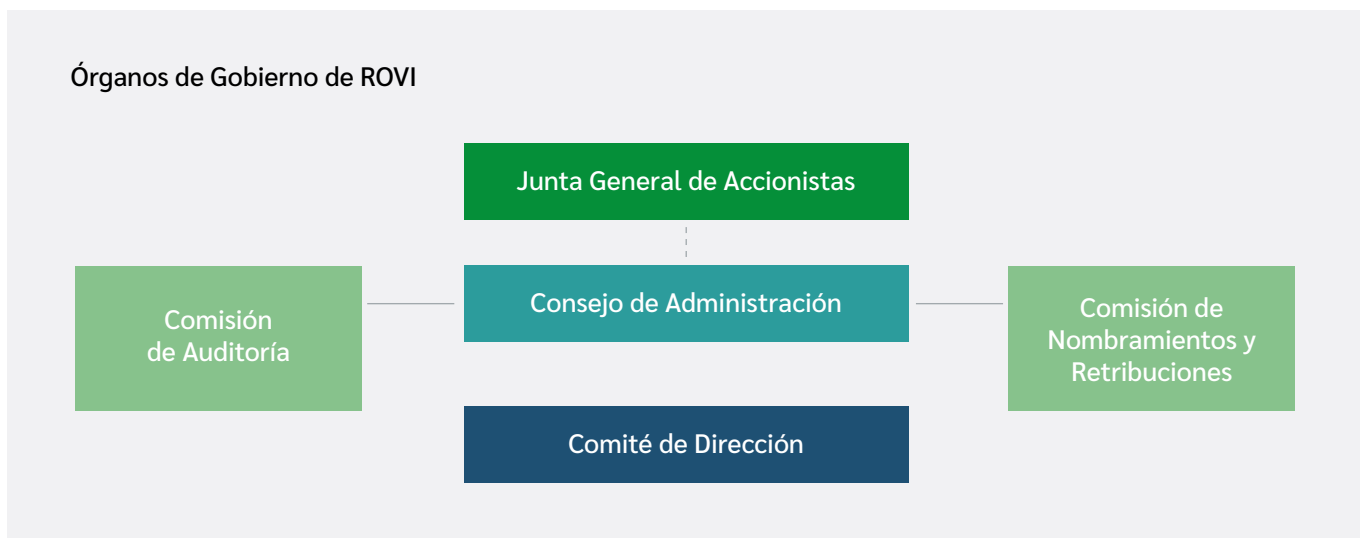 Órganos de Gobierno de ROVI
Junta General de Accionistas
Comisión
de Auditoría
Consejo de Administración
Comisión de
Nombramientos y
Retribuciones
Comité de Dirección